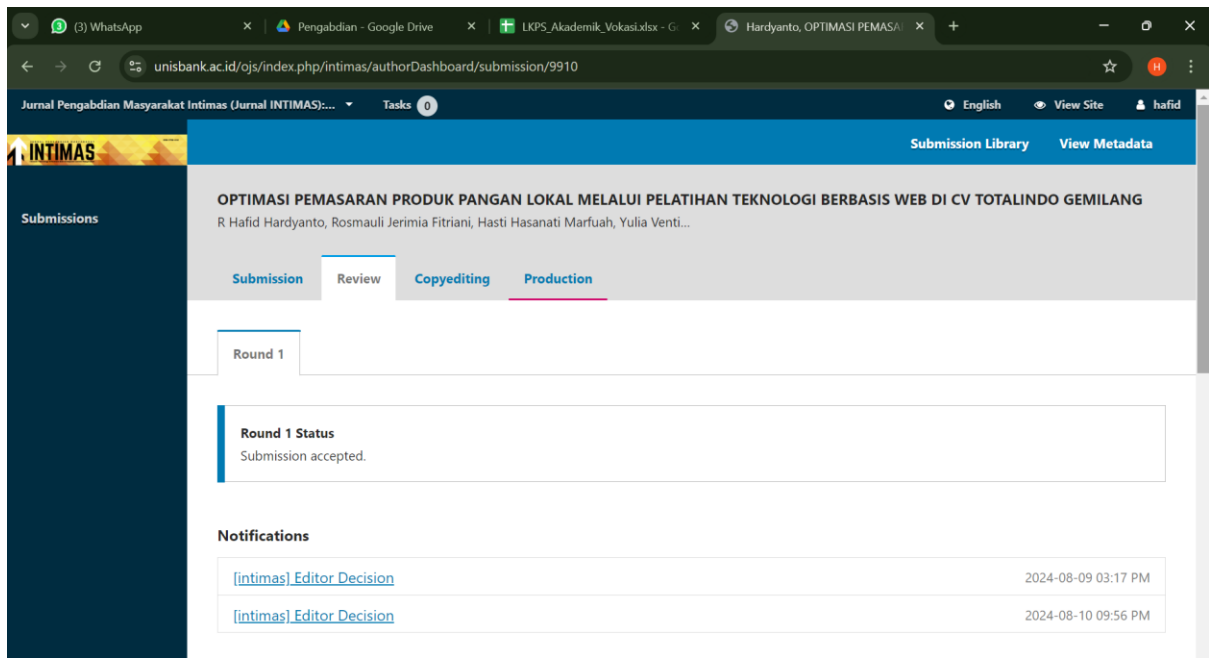 (3) WhatsApp
Pengabdian - Google Drive
LKPS_Akademik_Vokasi.xlsx - G
Hardyanto, OPTIMASI PEMASA
unisbank.ac.id/ojs/index.php/intimas/authorDashboard/submission/9910
H
Jurnal Pengabdian Masyarakat Intimas (Jurnal INTIMAS):... Tasks 0
English View Site hafid
INTIMAS
Submission Library View Metadata
Submissions
OPTIMASI PEMASARAN PRODUK PANGAN LOKAL MELALUI PELATIHAN TEKNOLOGI BERBASIS WEB DI CV TOTALINDO GEMILANG
R Hafid Hardyanto, Rosmauli Jerimia Fitriani, Hasti Hasanati Marfuah, Yulia Venti...
Submission Review Copyediting Production
Round 1
Round 1 Status
Submission accepted.
Notifications
[intimas] Editor Decision 2024-08-09 03:17 PM
[intimas] Editor Decision 2024-08-10 09:56 PM